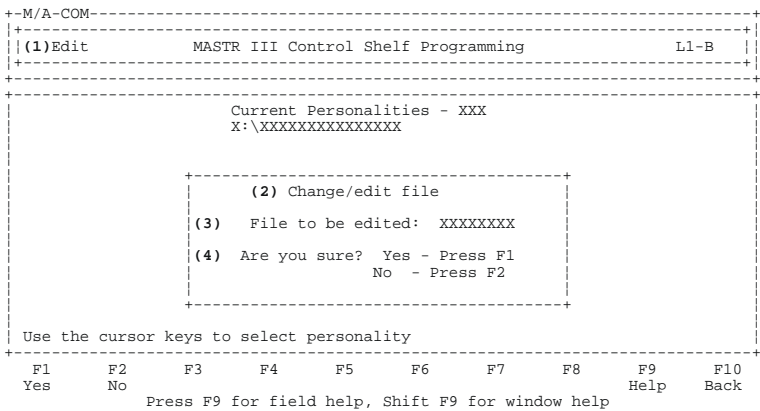 M/A-COM
(1)Edit MASTR III Control Shelf Programming L1-B
Current Personalities - XXX
X:\XXXXXXXXXXXXXXX
(2) Change/edit file
(3) File to be edited: XXXXXXXX
(4) Are you sure? Yes - Press F1
No - Press F2
Use the cursor keys to select personality
F1 F2 F3 F4 F5 F6 F7 F8 F9 F10
Yes No Help Back
Press F9 for field help, Shift F9 for window help